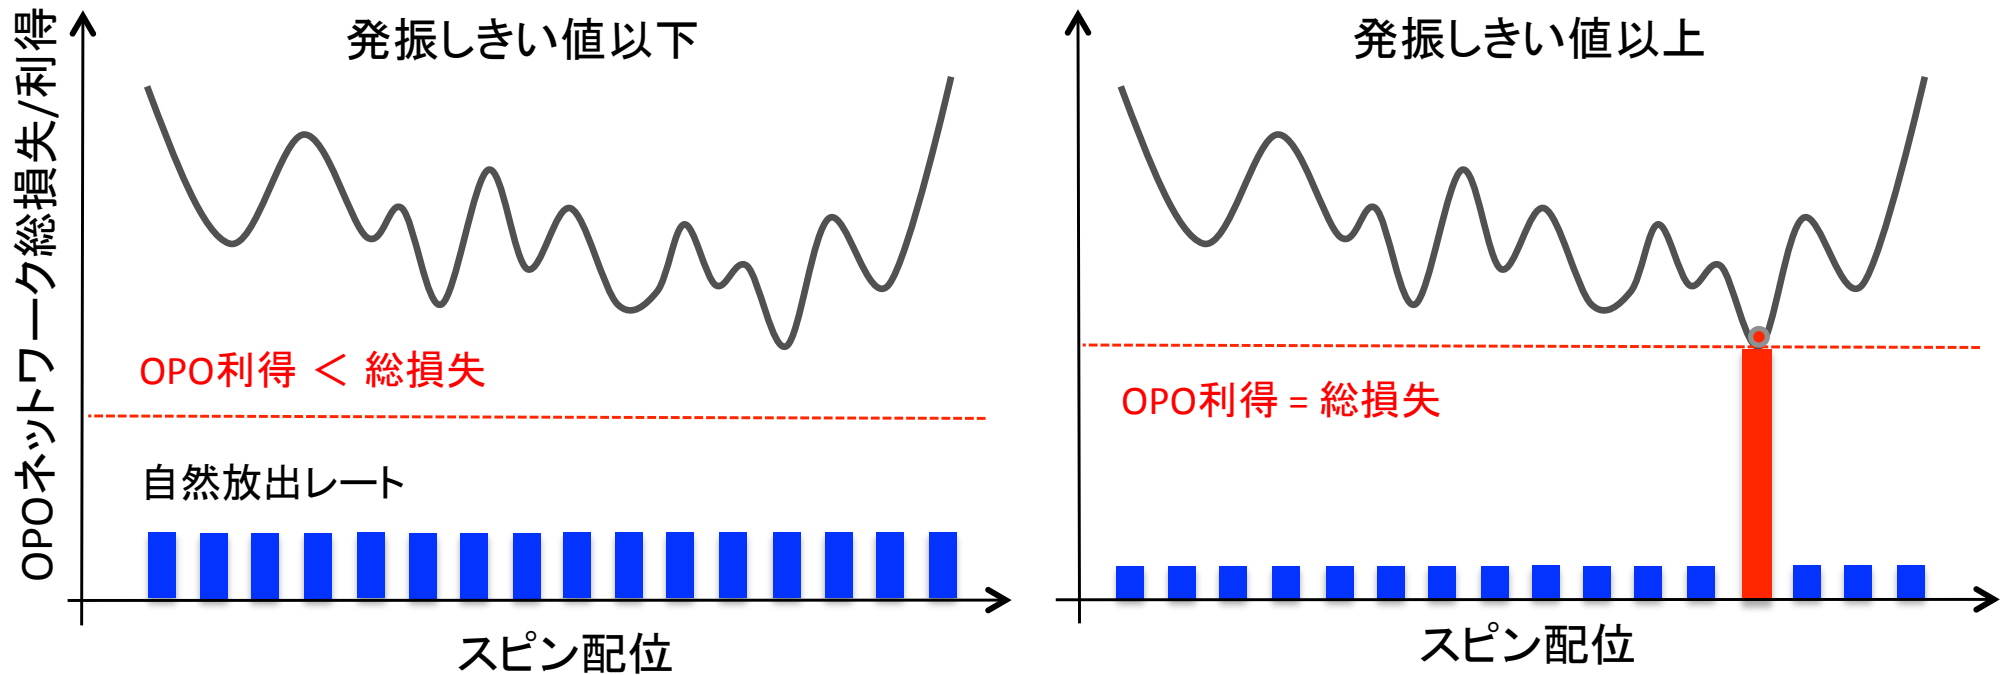 OPOネットワーク総損失/利得
発振しきい値以下
OPO利得 ＜ 総損失
自然放出レート
スピン配位
発振しきい値以上
OPO利得 = 総損失
スピン配位